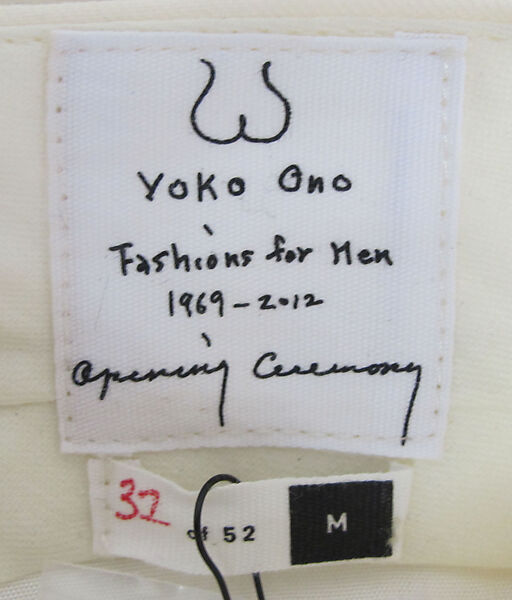 Yoko Ono
Fashions for Men
1969-2012
Opening Ceremony
32 of 52 M